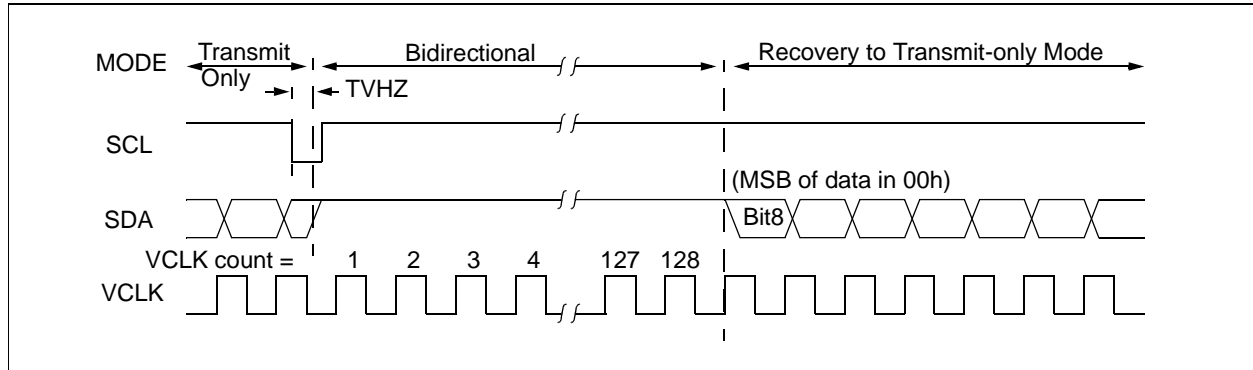 MODE Transmit Only Bidirectional Recovery to Transmit-only Mode
TVHZ
SCL
(MSB of data in 00h)
SDA Bit8
VCLK count = 1 2 3 4 127 128
VCLK